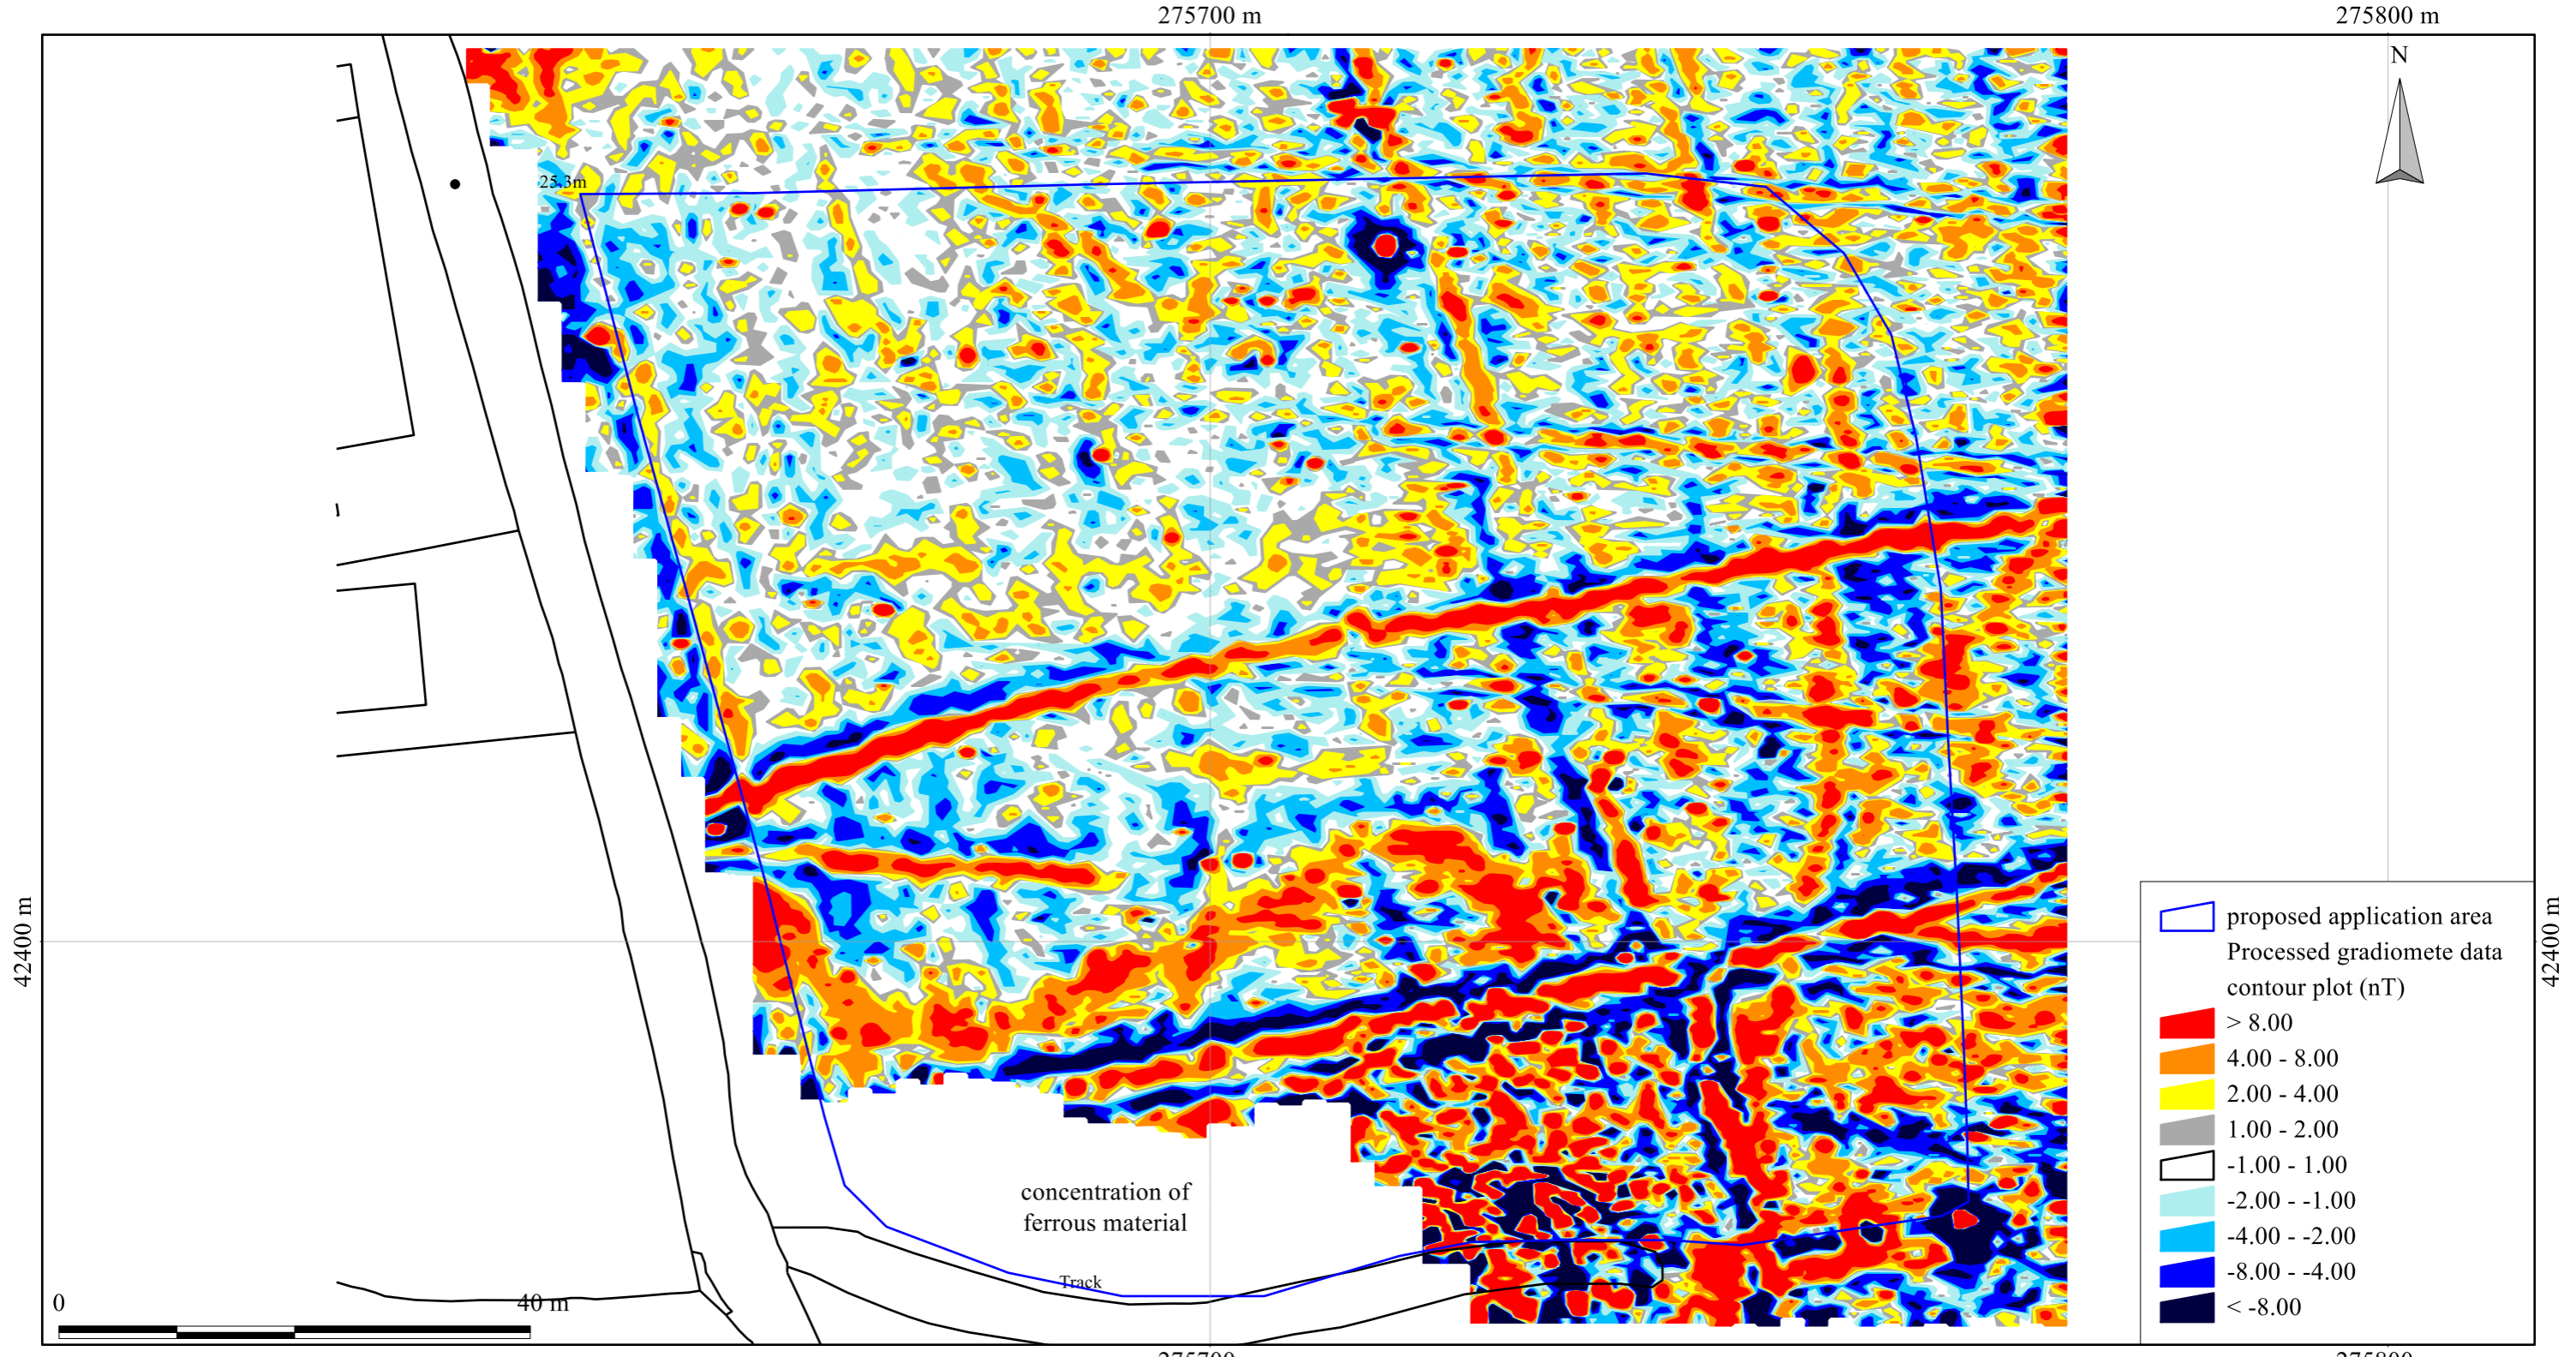 275700 m
275800 m
N
25.3m
42400 m
42400 m
proposed application area
Processed gradiomete data
contour plot (nT)
> 8.00
4.00 - 8.00
2.00 - 4.00
1.00 - 2.00
-1.00 - 1.00
-2.00 - -1.00
-4.00 - -2.00
-8.00 - -4.00
< -8.00
concentration of
ferrous material
Track
0
40 m
275700
275800